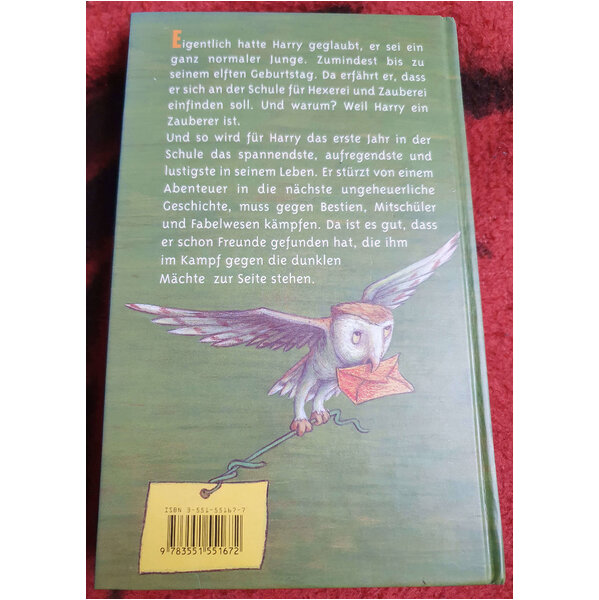 Eigentlich hatte Harry geglaubt, er sei ein
ganz normaler Junge. Zumindest bis zu
seinem elften Geburtstag. Da erfährt er, dass
er sich an der Schule für Hexerei und Zauberei
einfinden soll. Und warum? Weil Harry ein
Zauberer ist.
Und so wird für Harry das erste Jahr in der
Schule das spannendste, aufregendste und
lustigste in seinem Leben. Er stürzt von einem
Abenteuer in die nächste ungeheuerliche
Geschichte, muss gegen Bestien, Mitschüler
und Fabelwesen kämpfen. Da ist es gut, dass
er schon Freunde gefunden hat, die ihm
im Kampf gegen die dunklen
Mächte zur Seite stehen.
ISBN 3-551-55167-7
9 783551 551672